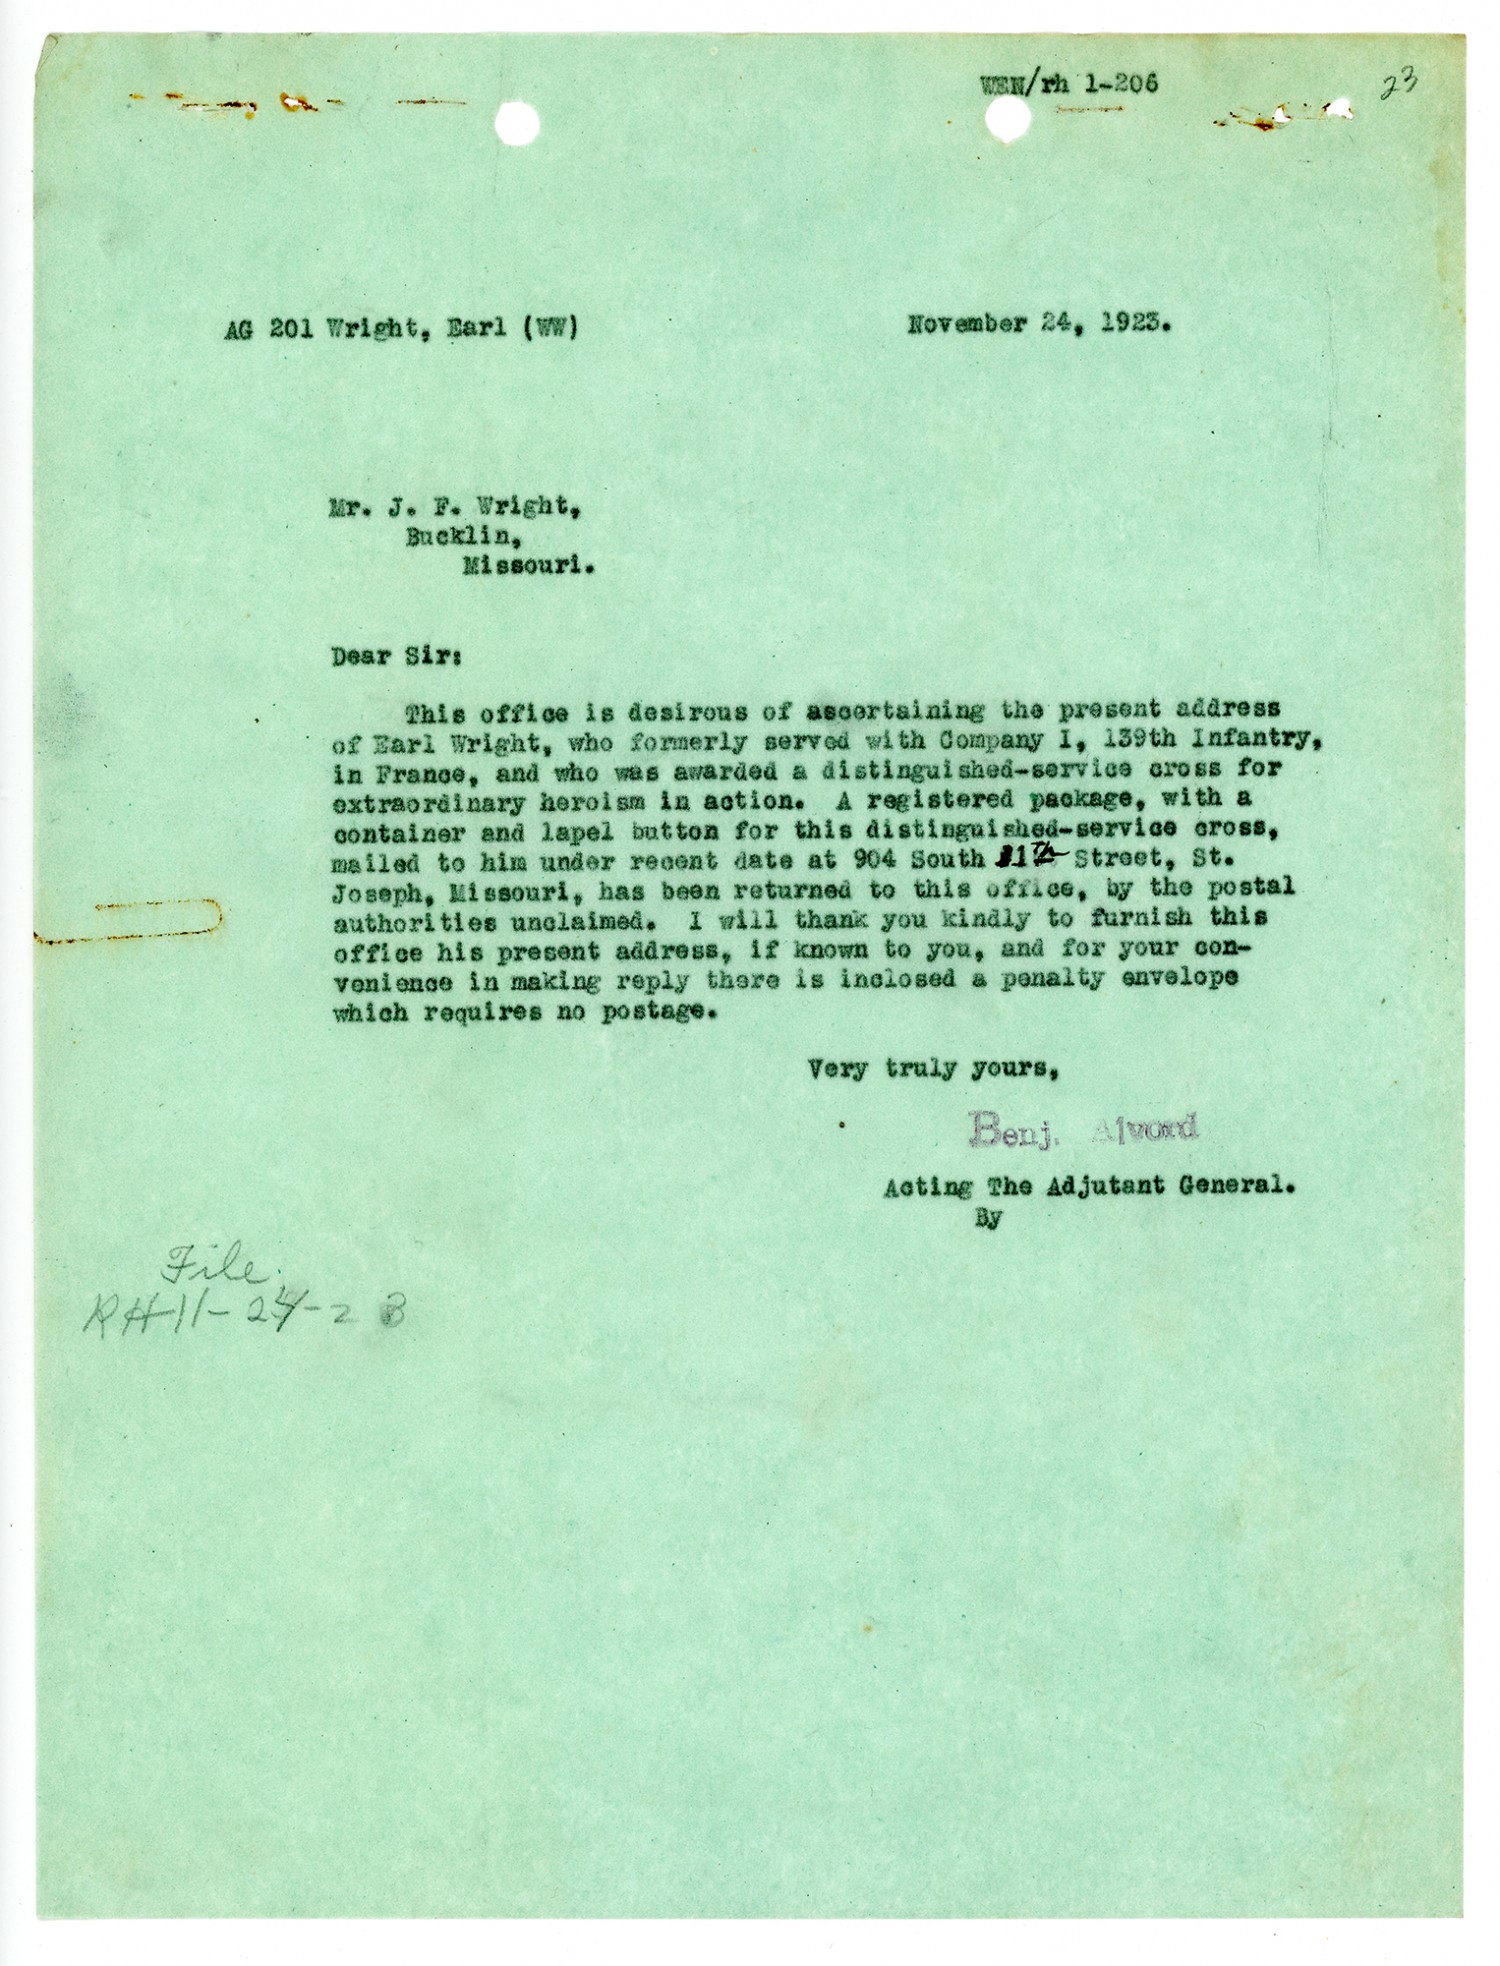 WEN/rh 1-206
23
AG 201 Wright, Earl (WW) November 24, 1923.
Mr. J. F. Wright,
Bucklin,
Missouri.
Dear Sir:
This office is desirous of ascertaining the present address
of Earl Wright, who formerly served with Company I, 139th Infantry,
in France, and who was awarded a distinguished-service cross for
extraordinary heroism in action. A registered package, with a
container and lapel button for this distinguished-service cross,
mailed to him under recent date at 904 South 11th Street, St.
Joseph, Missouri, has been returned to this office, by the postal
authorities unclaimed. I will thank you kindly to furnish this
office his present address, if known to you, and for your con-
venience in making reply there is inclosed a penalty envelope
which requires no postage.
Very truly yours,
Benj. Alvord
Acting The Adjutant General.
By
File
RH-11-24-23